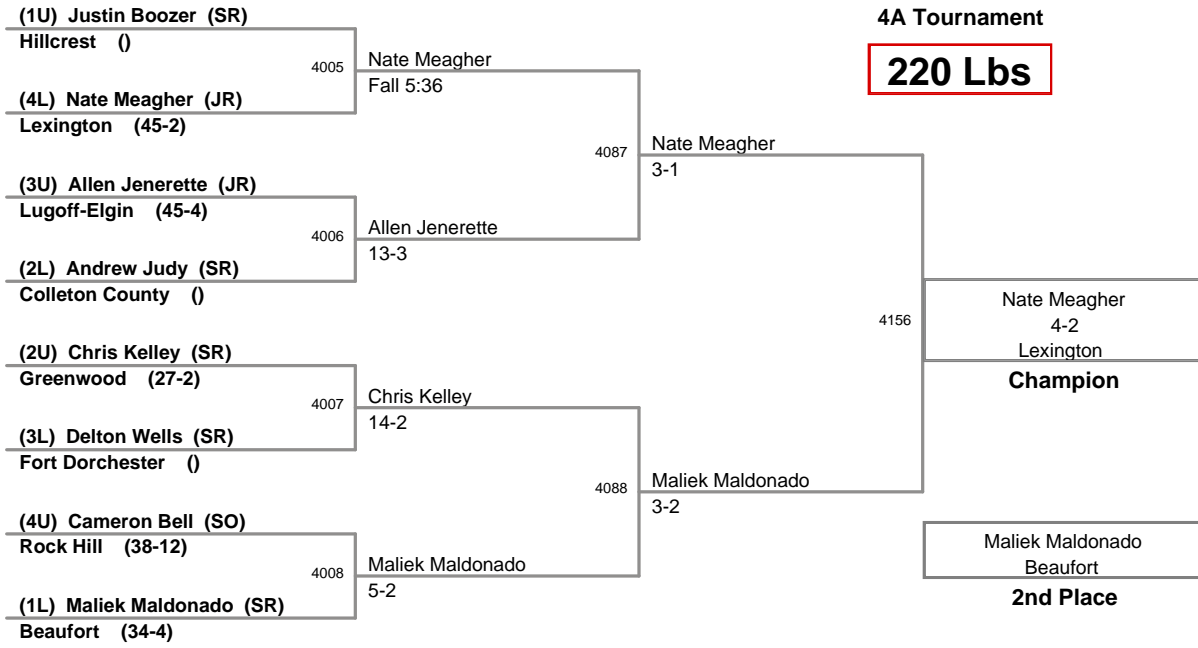 4A Tournament
220 Lbs
(1U) Justin Boozer (SR)
Hillcrest ()
4005
Nate Meagher
Fall 5:36
(4L) Nate Meagher (JR)
Lexington (45-2)
4087
Nate Meagher
3-1
(3U) Allen Jenerette (JR)
Lugoff-Elgin (45-4)
4006
Allen Jenerette
13-3
(2L) Andrew Judy (SR)
Colleton County ()
4156
Nate Meagher
4-2
Lexington
Champion
(2U) Chris Kelley (SR)
Greenwood (27-2)
4007
Chris Kelley
14-2
(3L) Delton Wells (SR)
Fort Dorchester ()
4088
Maliek Maldonado
3-2
(4U) Cameron Bell (SO)
Rock Hill (38-12)
4008
Maliek Maldonado
5-2
(1L) Maliek Maldonado (SR)
Beaufort (34-4)
Maliek Maldonado
Beaufort
2nd Place